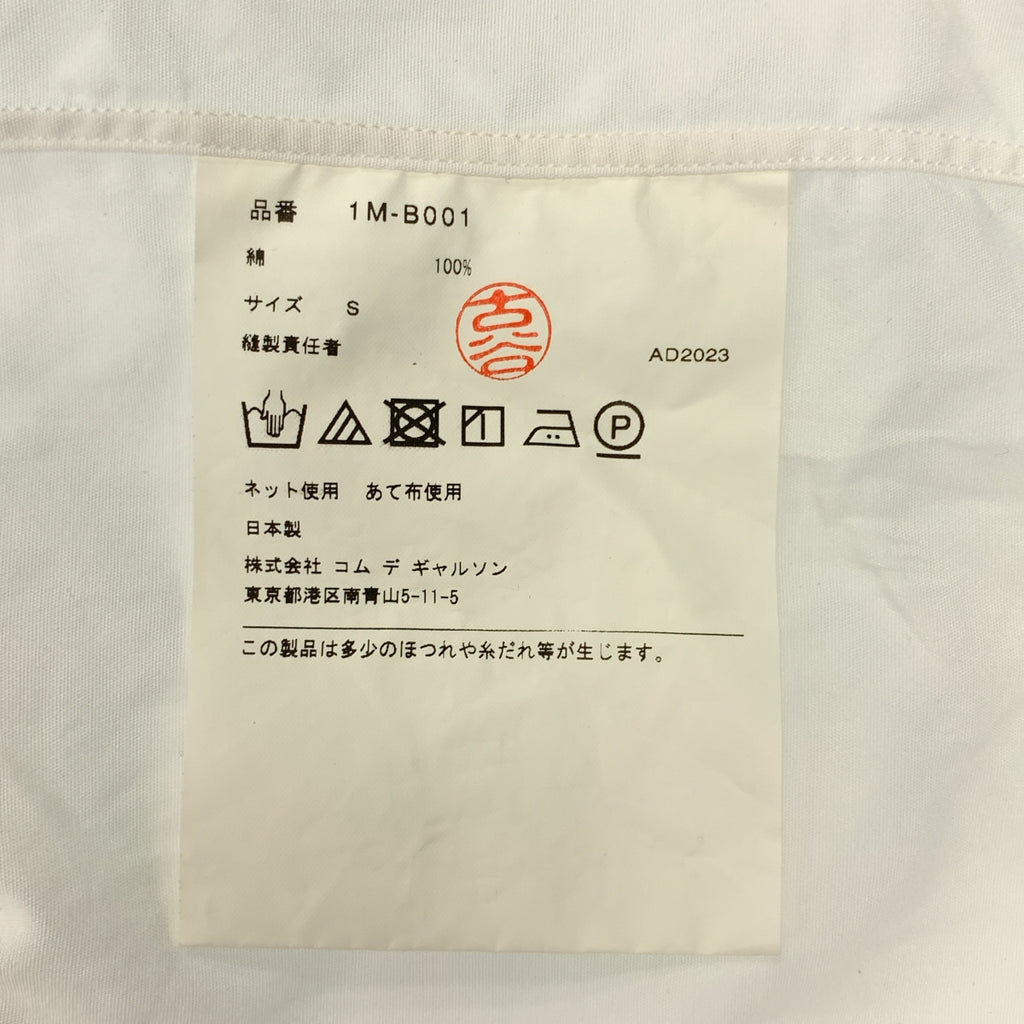 品番 1M-B001
綿 100%
サイズ S
縫製責任者 古谷 AD2023
P
ネット使用 あて布使用
日本製
株式会社 コム デ ギャルソン
東京都港区南青山5-11-5
この製品は多少のほつれや糸だれ等が生じます。